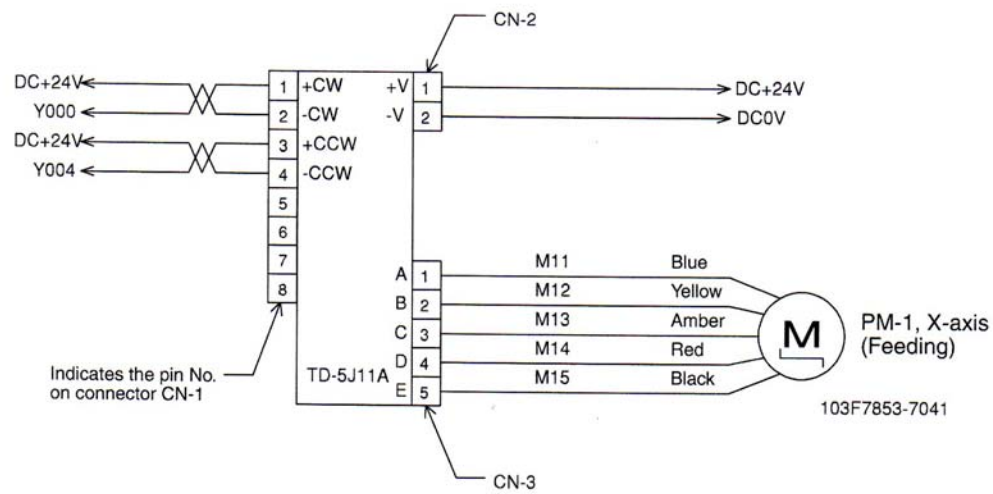 CN-2
DC+24V 1 +CW +V 1 DC+24V
Y000 2 -CW -V 2 DC0V
DC+24V 3 +CCW
Y004 4 -CCW
5
6
7
8
A 1 M11 Blue
B 2 M12 Yellow
C 3 M13 Amber
D 4 M14 Red
E 5 M15 Black
M
PM-1, X-axis
(Feeding)
Indicates the pin No.
on connector CN-1
TD-5J11A
103F7853-7041
CN-3